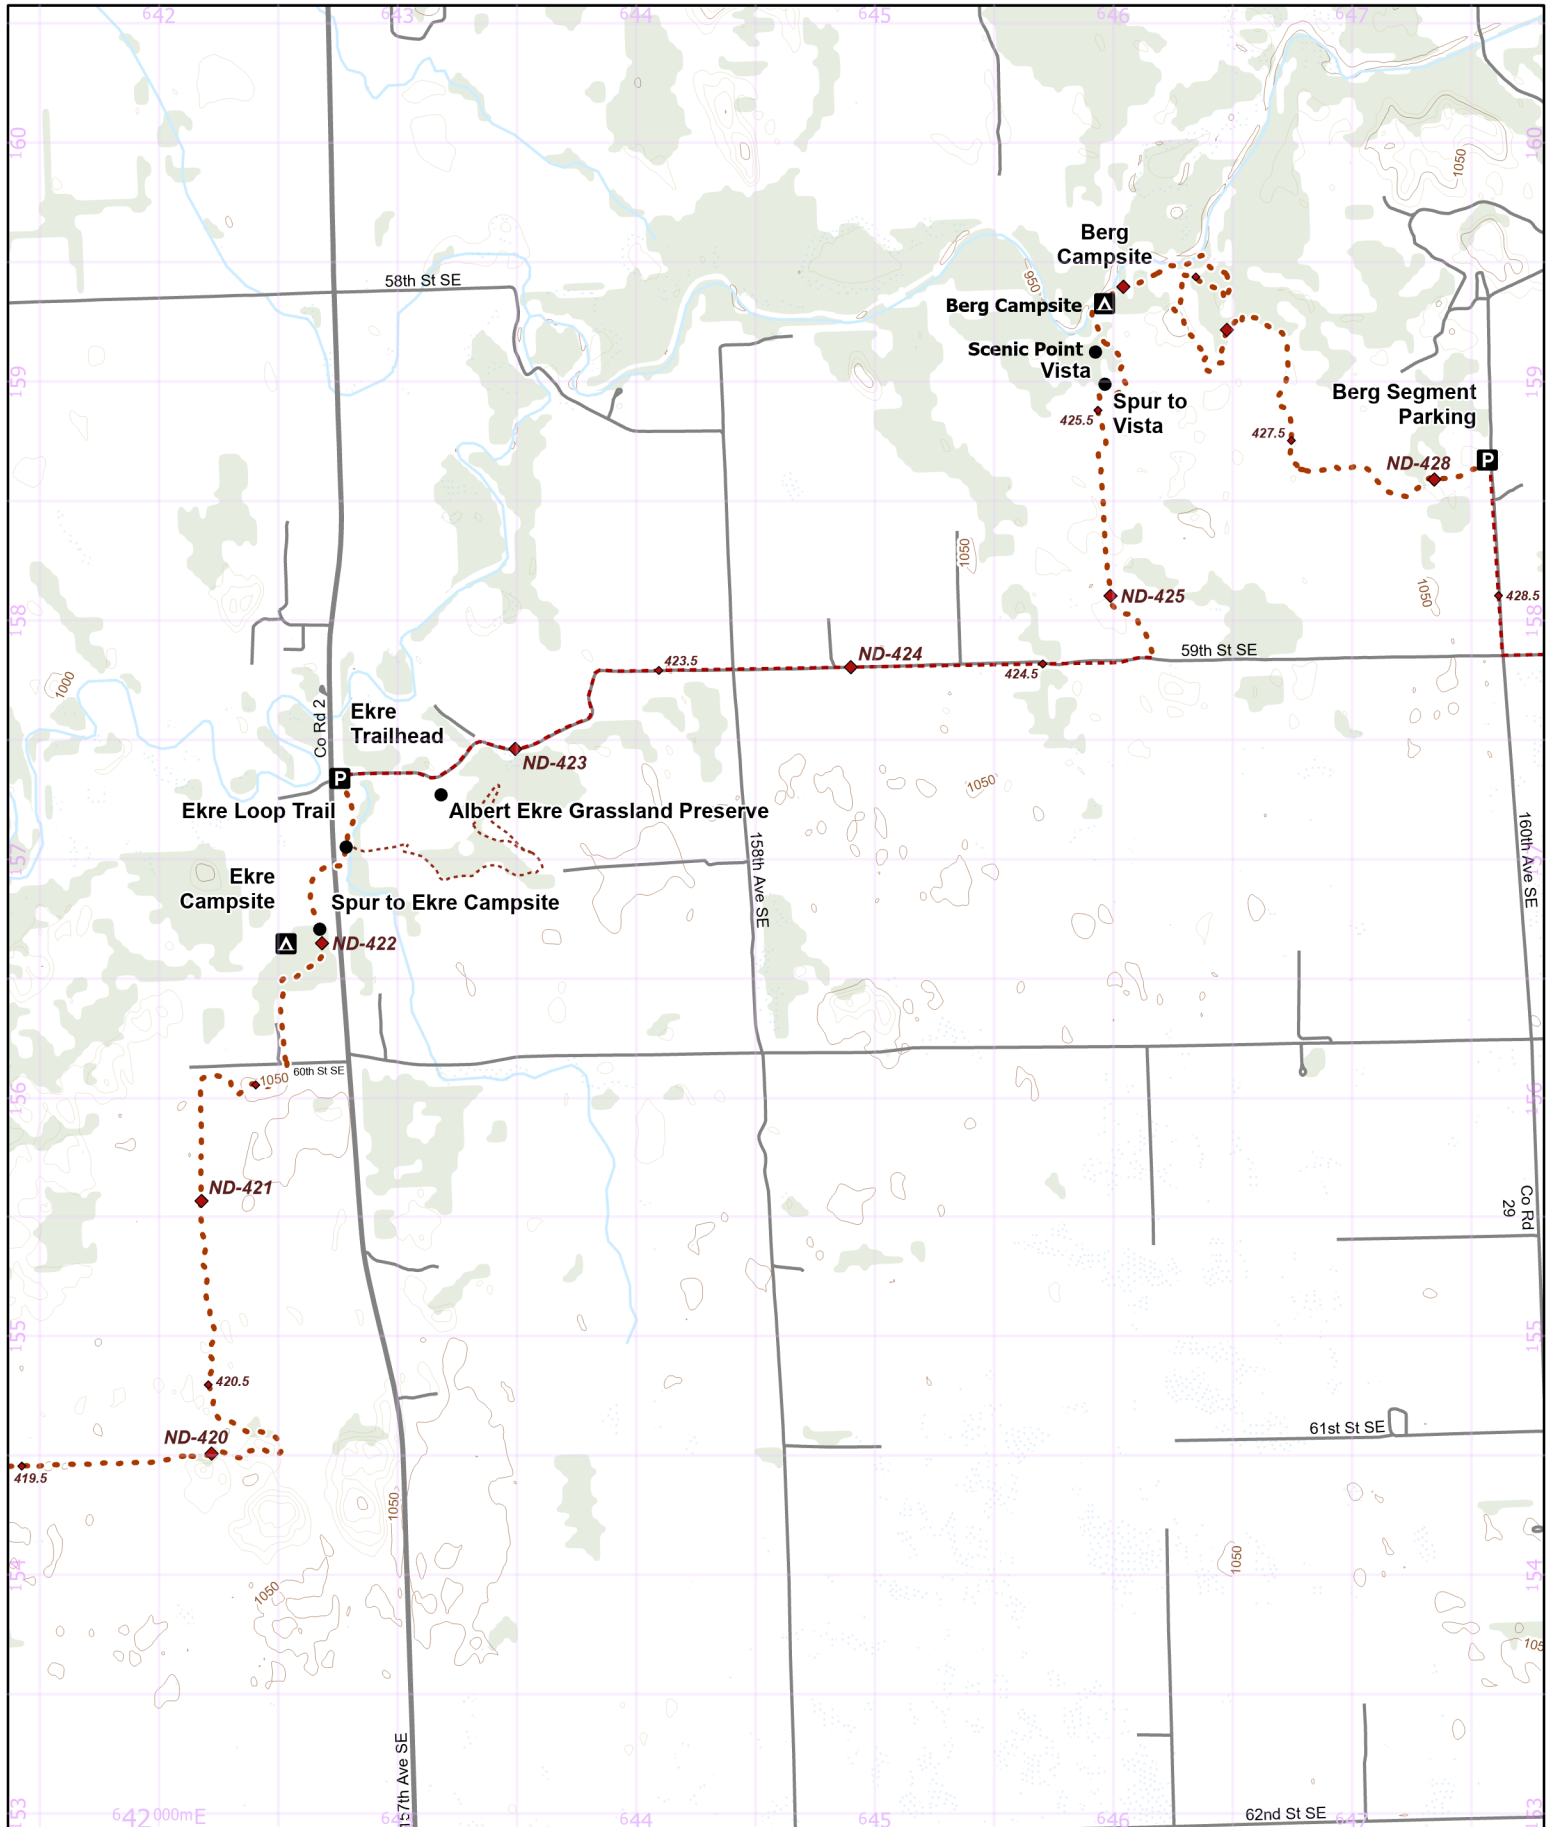 642
643
644
645
646
647
160
160
1050
Berg
Campsite
950
58th St SE
Berg Campsite
Scenic Point
Vista
159
159
Spur to
Vista
425.5
Berg Segment
Parking
427.5
ND-428
P
1050
1050
ND-425
428.5
158
158
59th St SE
423.5
ND-424
424.5
1000
Co Rd 2
Ekre
Trailhead
ND-423
P
1050
Ekre Loop Trail
Albert Ekre Grassland Preserve
158th Ave SE
160th Ave SE
157
Ekre
Campsite
Spur to Ekre Campsite
ND-422
60th St SE
1050
156
156
ND-421
Co Rd
29
155
155
420.5
ND-420
419.5
61st St SE
1050
154
154
1050
1050
105
157th Ave SE
62nd St SE
153
153
642000mE
643
644
645
646
647